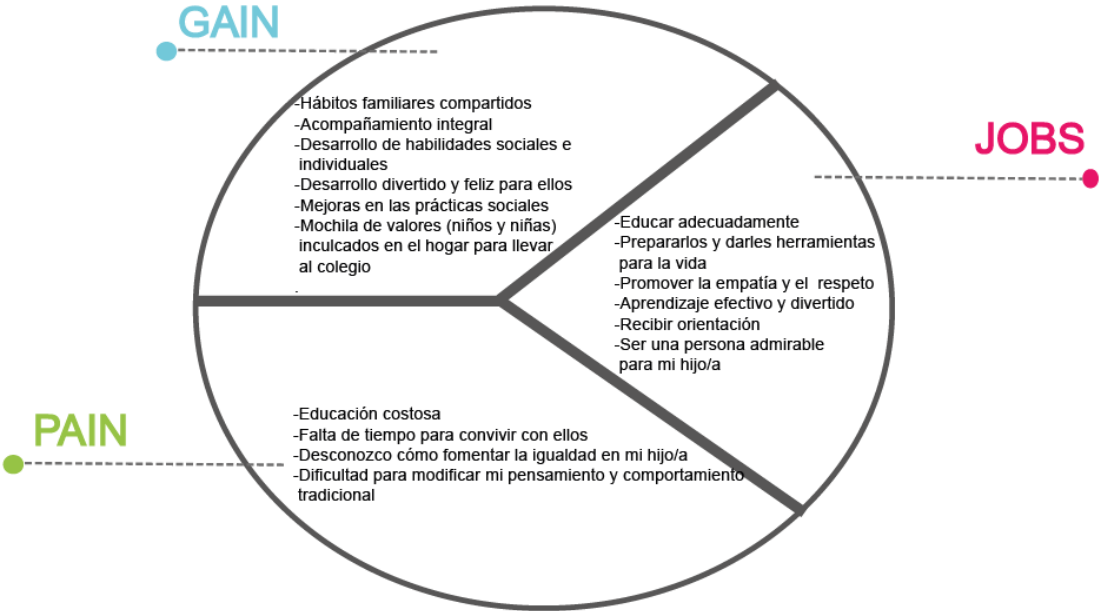 GAIN
-Hábitos familiares compartidos
-Acompañamiento integral
-Desarrollo de habilidades sociales e
individuales
-Desarrollo divertido y feliz para ellos
-Mejoras en las prácticas sociales
-Mochila de valores (niños y niñas)
inculcados en el hogar para llevar
al colegio
.
JOBS
-Educar adecuadamente
-Prepararlos y darles herramientas
para la vida
-Promover la empatía y el respeto
-Aprendizaje efectivo y divertido
-Recibir orientación
-Ser una persona admirable
para mi hijo/a
PAIN
-Educación costosa
-Falta de tiempo para convivir con ellos
-Desconozco cómo fomentar la igualdad en mi hijo/a
-Dificultad para modificar mi pensamiento y comportamiento
tradicional